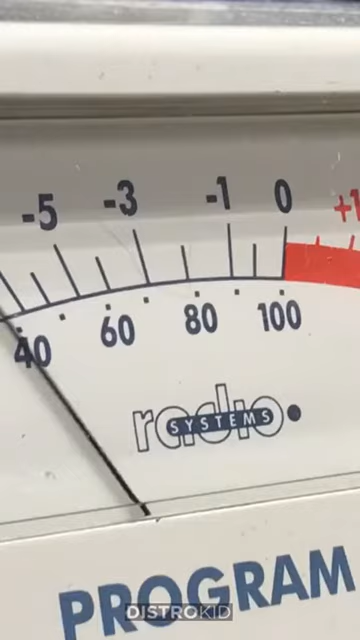 -5 -3 -1 0 +1
40 60 80 100
radio
SYSTEMS
PROGRAM
DISTROKID